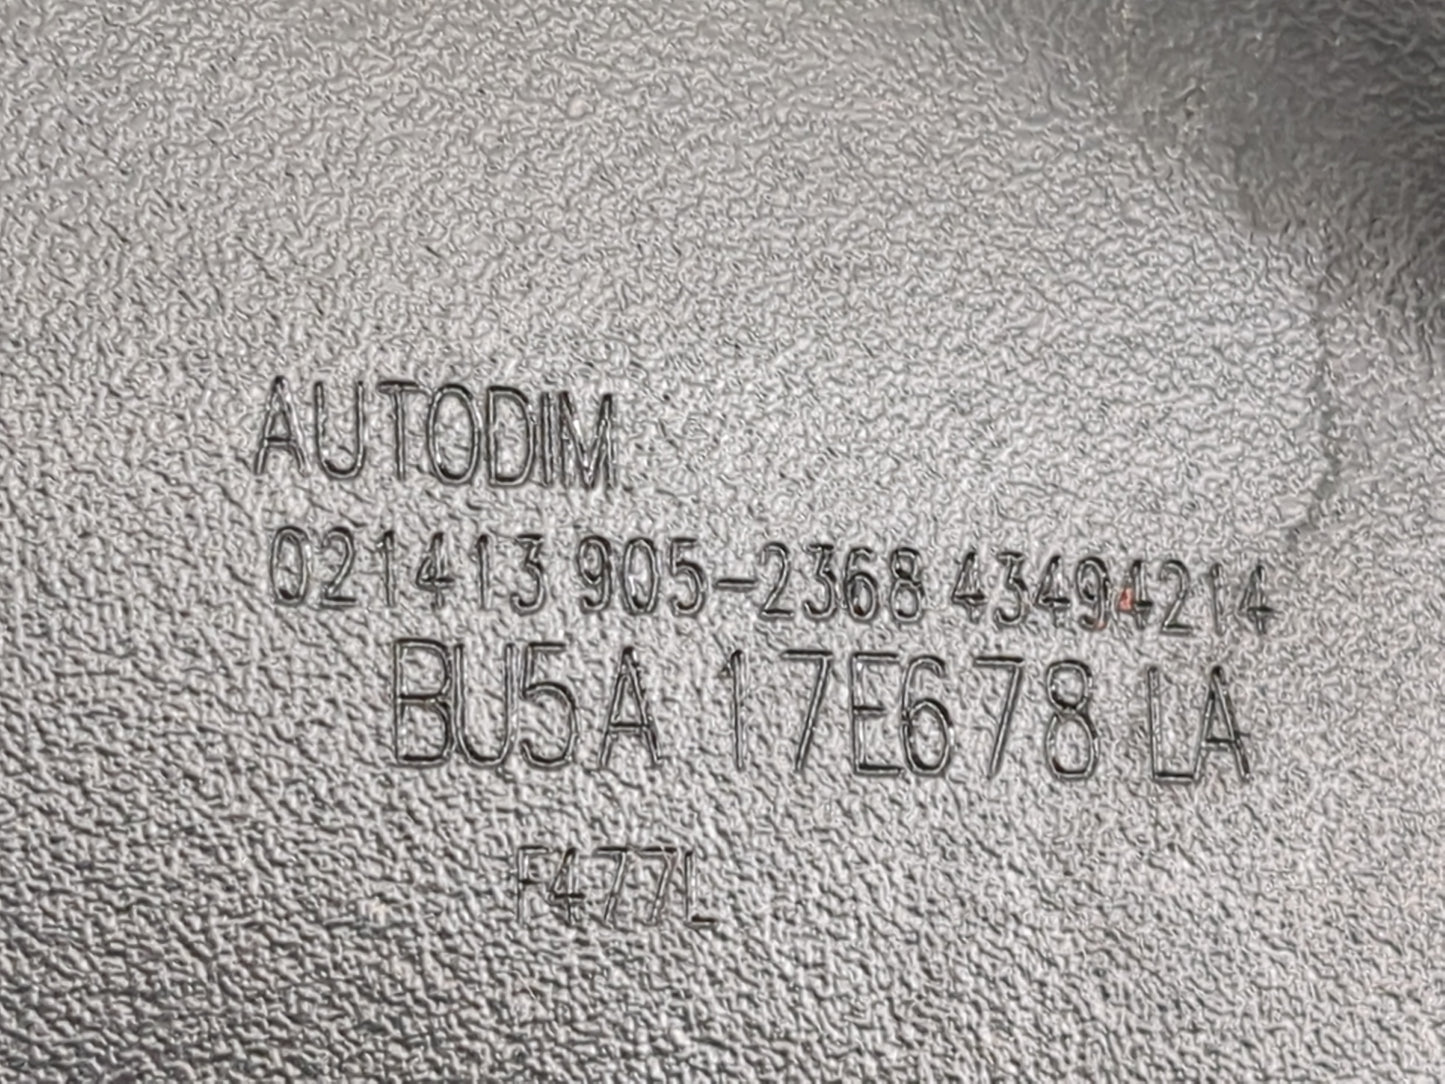 AUTODIM
021413 905-2368 43494214
BU5A 17E678 LA
F477L